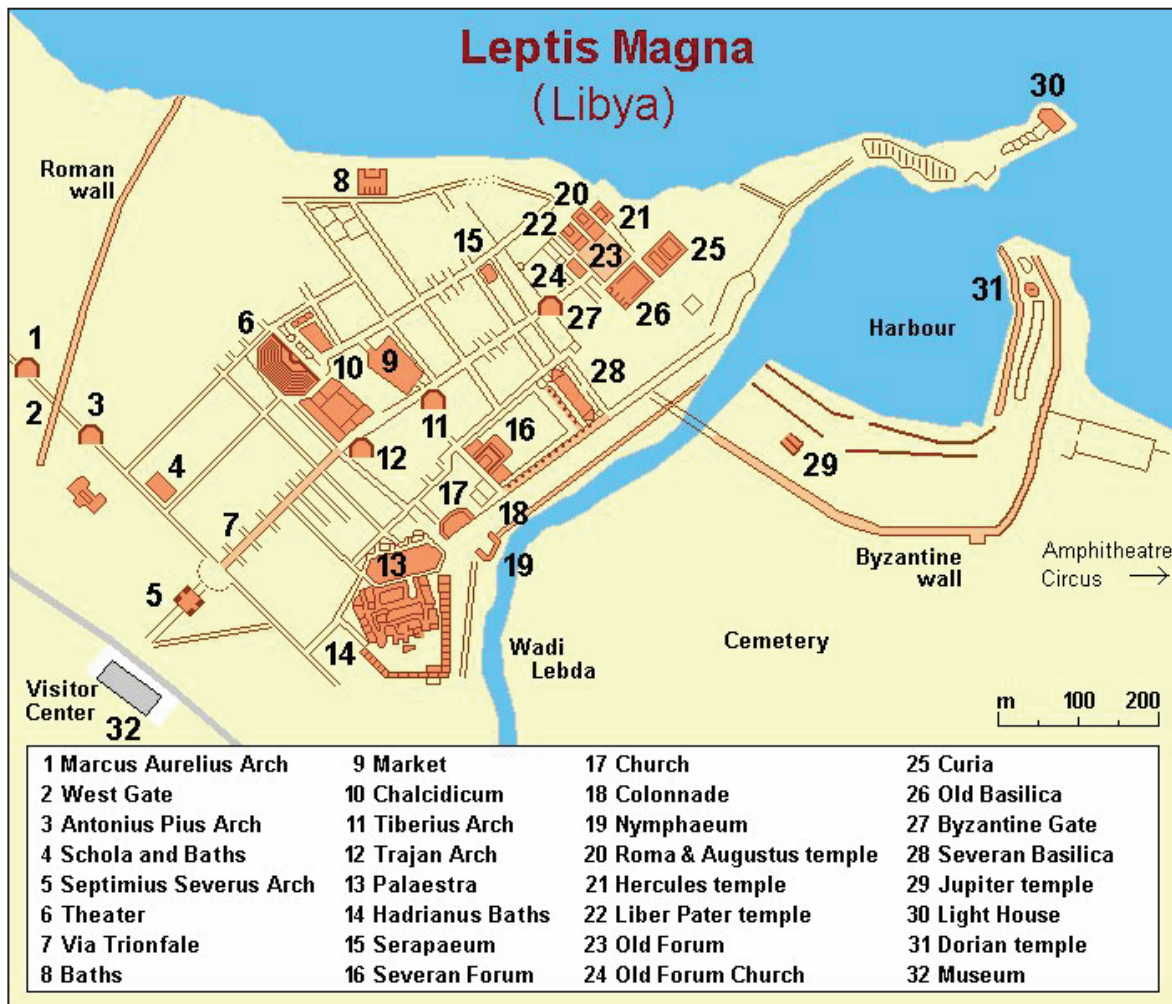 Leptis Magna
(Libya)
30
Roman
wall
8
20
21
22
15
23
25
24
31
6
26
27
Harbour
1
10
9
28
2
3
11
16
12
4
29
17
7
18
13
19
Byzantine
wall
Amphitheatre
Circus
5
14
Wadi
Lebda
Cemetery
Visitor
Center
32
m 100 200
1 Marcus Aurelius Arch
2 West Gate
3 Antonius Pius Arch
4 Schola and Baths
5 Septimius Severus Arch
6 Theater
7 Via Trionfale
8 Baths
9 Market
10 Chalcidicum
11 Tiberius Arch
12 Trajan Arch
13 Palaestra
14 Hadrianus Baths
15 Serapaeum
16 Severan Forum
17 Church
18 Colonnade
19 Nymphaeum
20 Roma & Augustus temple
21 Hercules temple
22 Liber Pater temple
23 Old Forum
24 Old Forum Church
25 Curia
26 Old Basilica
27 Byzantine Gate
28 Severan Basilica
29 Jupiter temple
30 Light House
31 Dorian temple
32 Museum